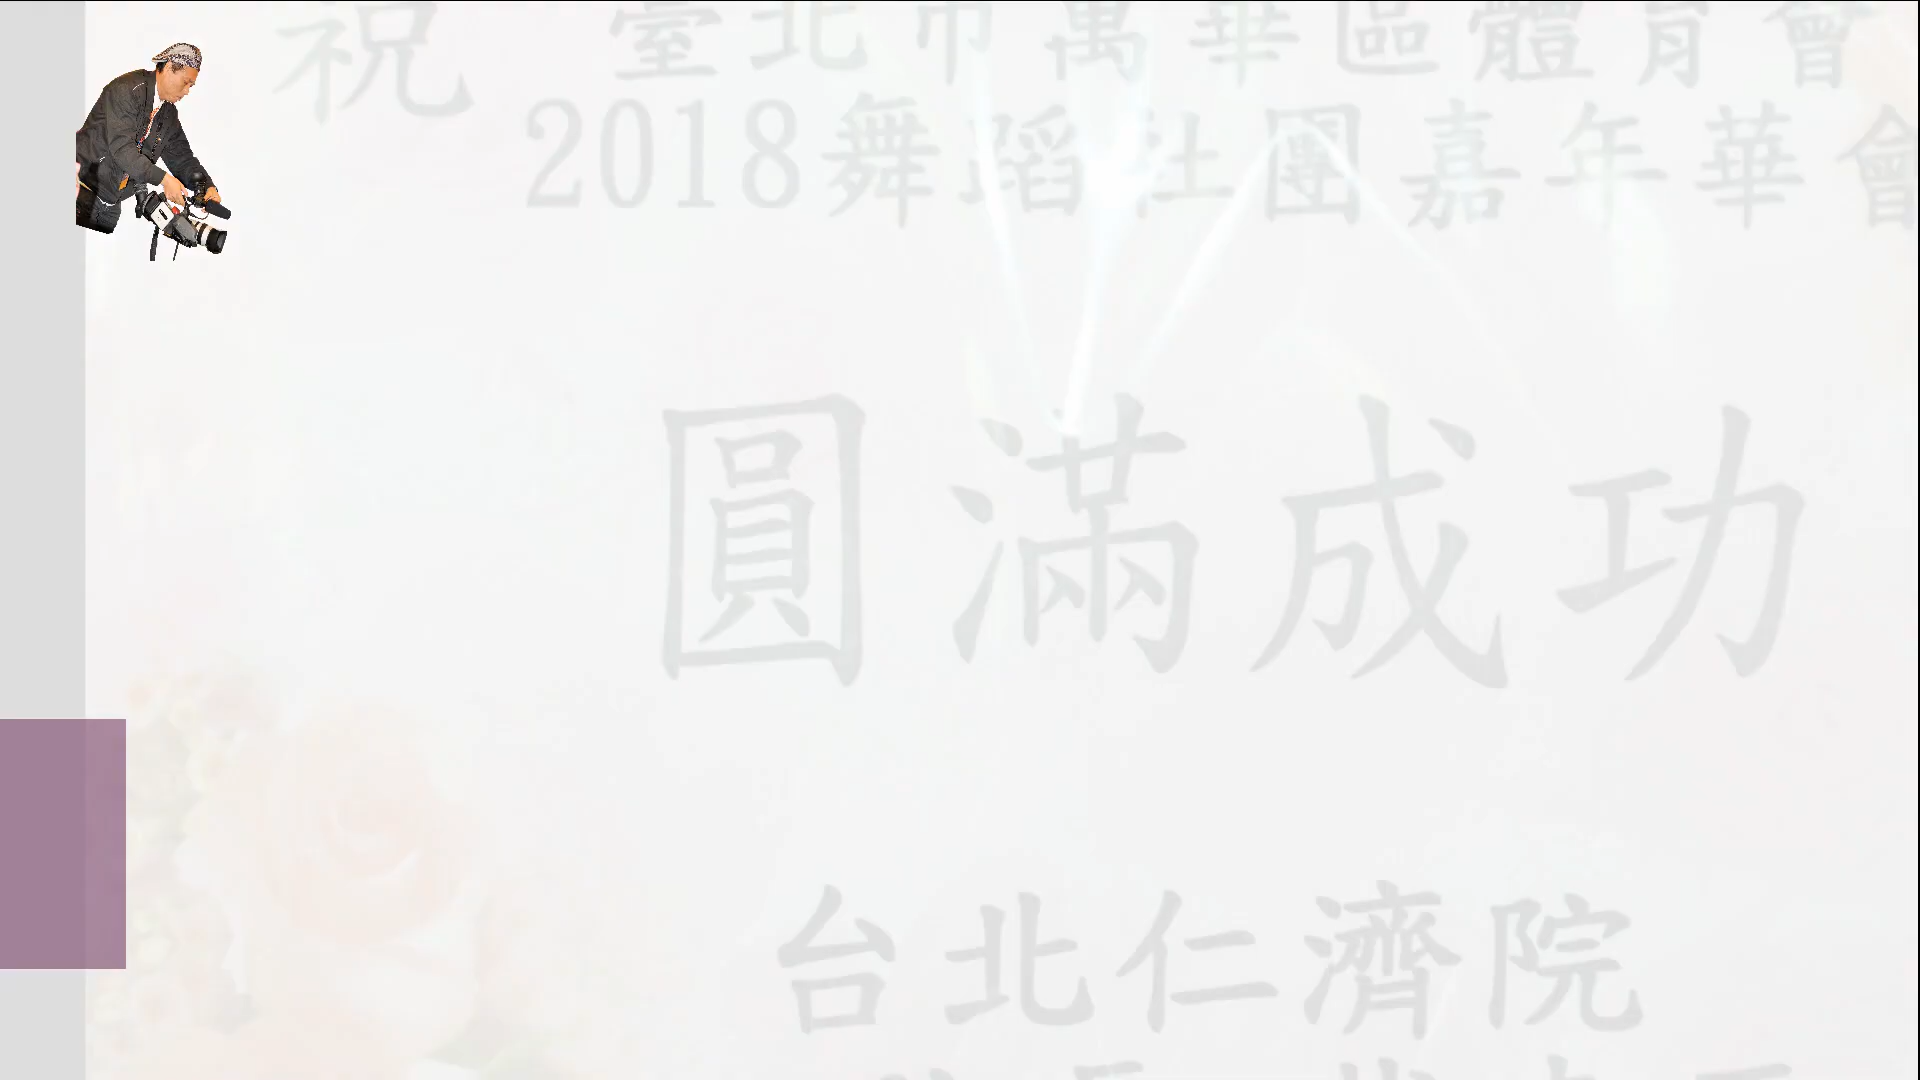 祝 臺北市萬華區體育會
2018舞蹈社團嘉年華會
圓滿成功
台北仁濟院